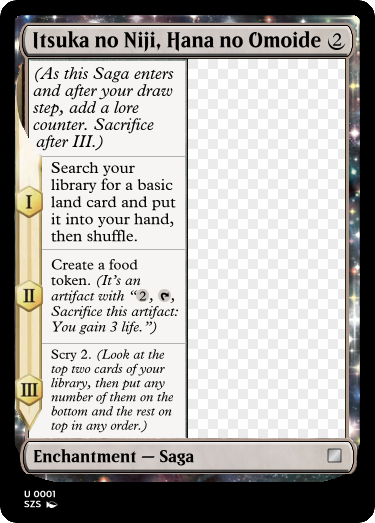 Itsuka no Niji, Hana no Omoide 2
(As this Saga enters
and after your draw
step, add a lore
counter. Sacrifice
after III.)
I
Search your
library for a basic
land card and put
it into your hand,
then shuffle.
II
Create a food
token. (It's an
artifact with “2, ,
Sacrifice this artifact:
You gain 3 life.”)
III
Scry 2. (Look at the
top two cards of your
library, then put any
number of them on the
bottom and the rest on
top in any order.)
Enchantment — Saga
U 0001
SZS